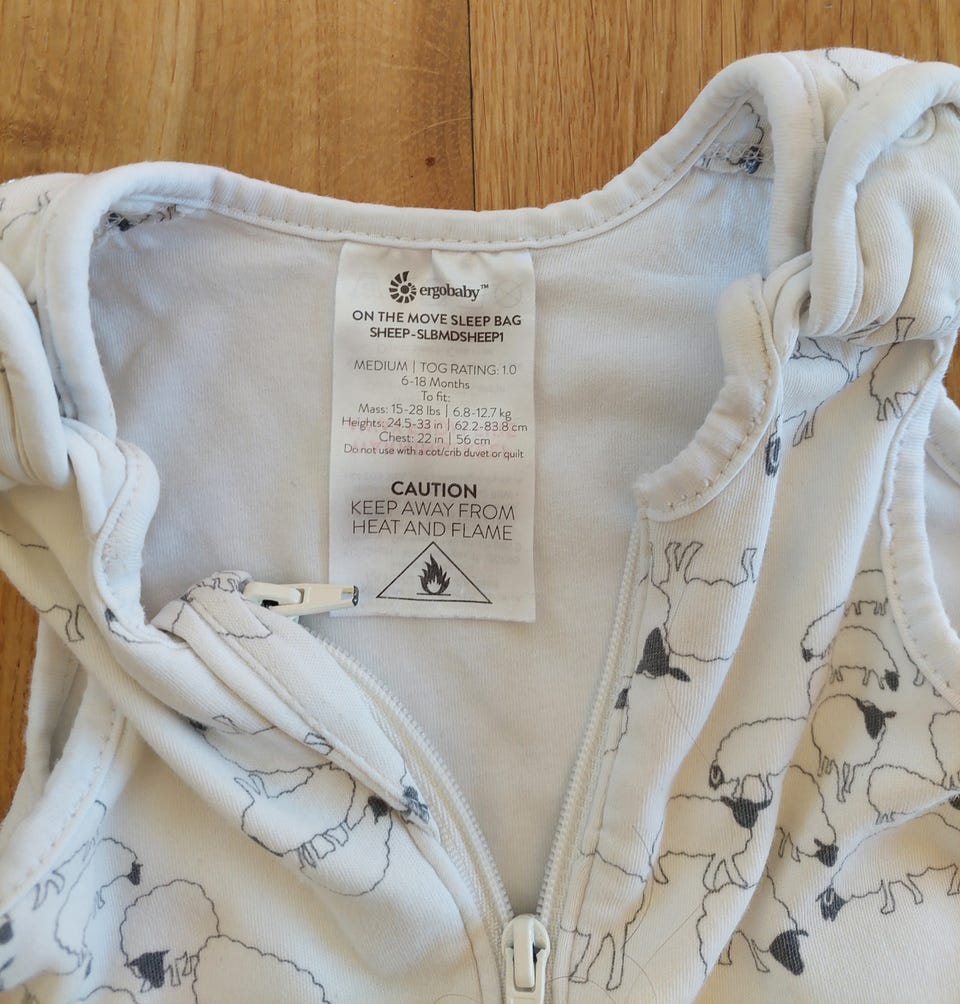 ergobaby™
ON THE MOVE SLEEP BAG
SHEEP-SLBMDSHEEP1
MEDIUM | TOG RATING: 1.0
6-18 Months
To fit:
Mass: 15-28 lbs | 6.8-12.7 kg
Heights: 24.5-33 in | 62.2-83.8 cm
Chest: 22 in | 56 cm
Do not use with a cot/crib duvet or quilt
CAUTION
KEEP AWAY FROM
HEAT AND FLAME